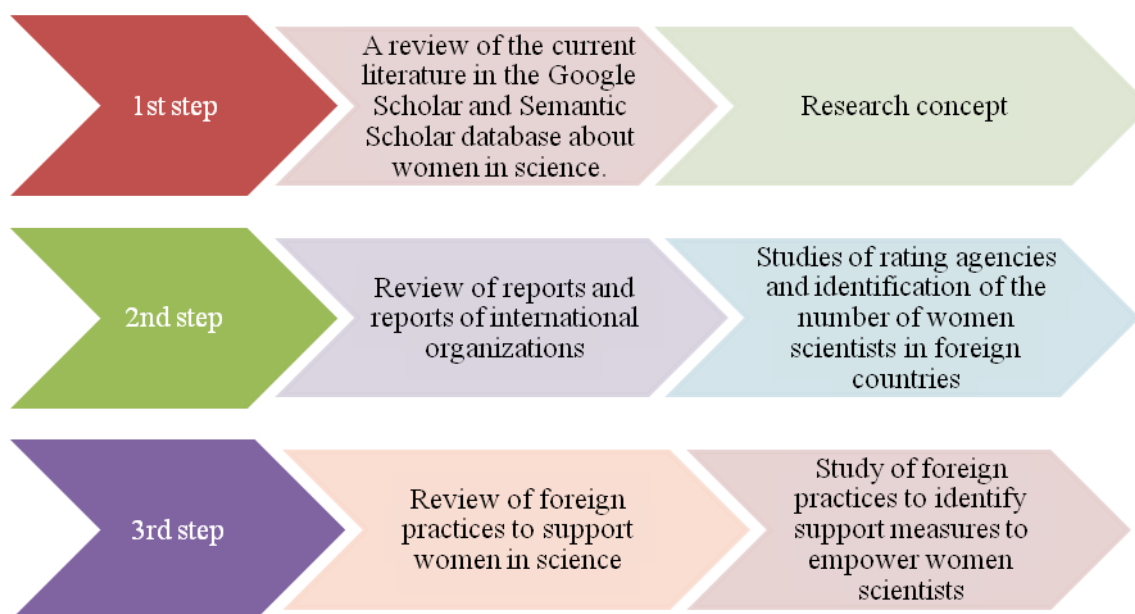 1st step
A review of the current
literature in the Google
Scholar and Semantic
Scholar database about
women in science.
Research concept
2nd step
Review of reports and
reports of international
organizations
Studies of rating agencies
and identification of the
number of women
scientists in foreign
countries
3rd step
Review of foreign
practices to support
women in science
Study of foreign
practices to identify
support measures to
empower women
scientists